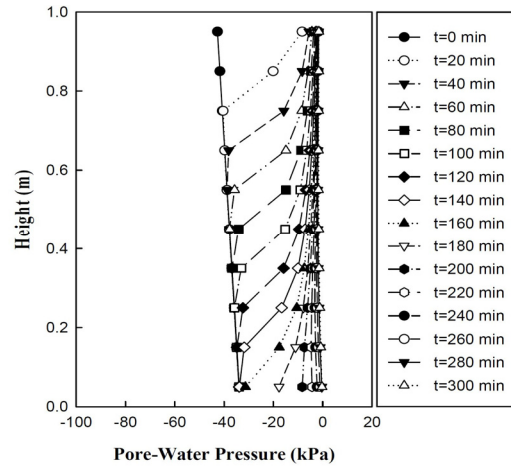 1.0
0.8
0.6
0.4
0.2
0.0
Height (m)
-100 -80 -60 -40 -20 0 20
Pore-Water Pressure (kPa)
t=0 min
t=20 min
t=40 min
t=60 min
t=80 min
t=100 min
t=120 min
t=140 min
t=160 min
t=180 min
t=200 min
t=220 min
t=240 min
t=260 min
t=280 min
t=300 min